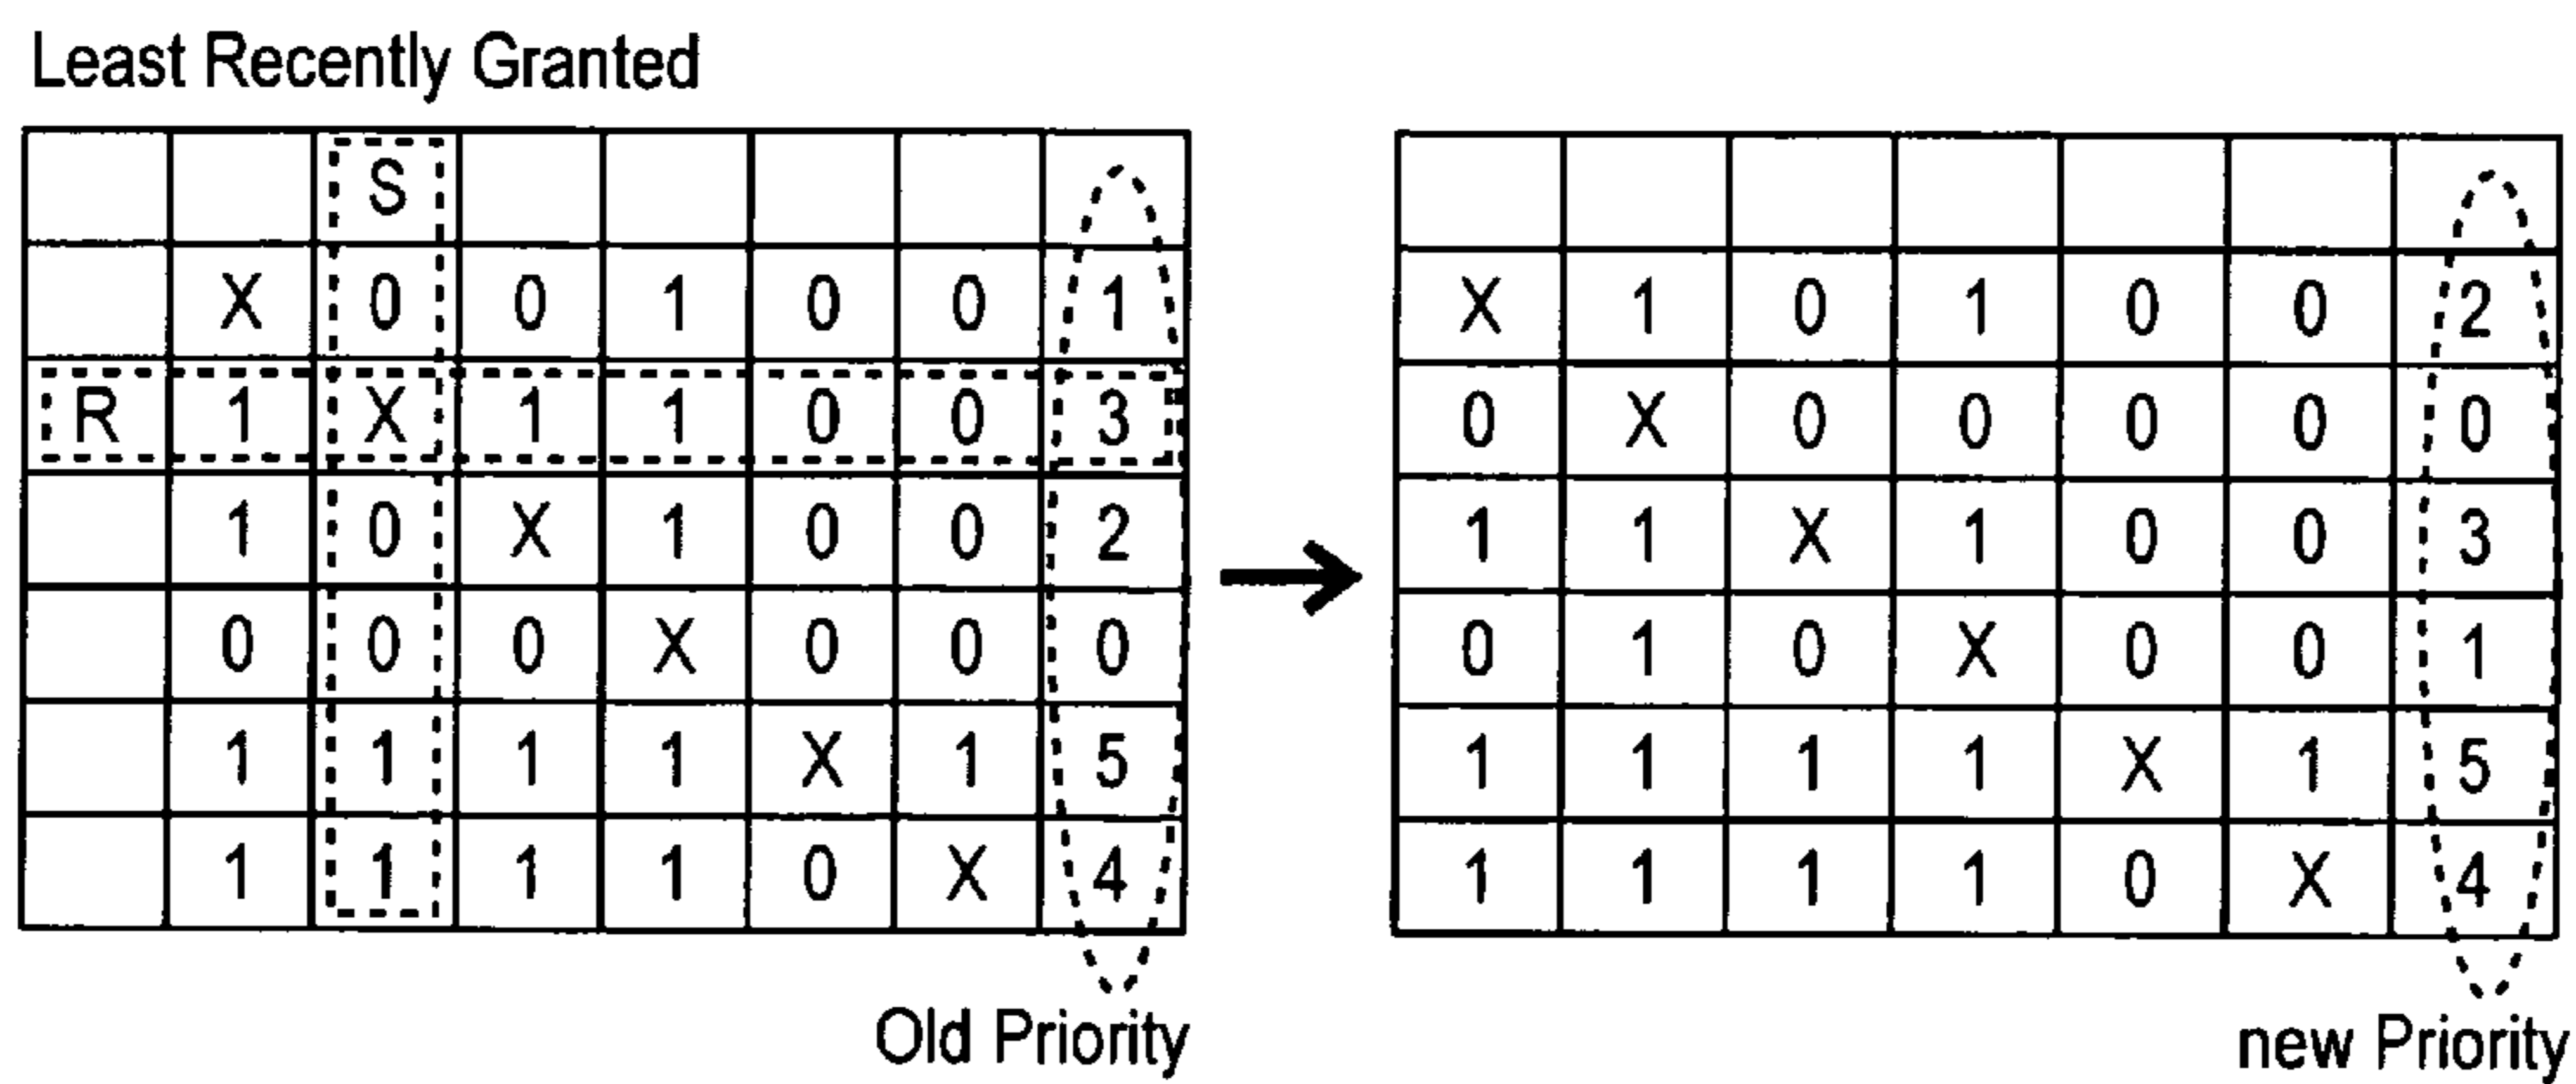 Least Recently Granted
S
X 0 0 1 0 0 1 X 1 0 1 0 0 2
R 1 X 1 1 0 0 3 0 X 0 0 0 0 0
1 0 X 1 0 0 2 1 1 X 1 0 0 3
0 0 0 X 0 0 0 0 1 0 X 0 0 1
1 1 1 1 X 1 5 1 1 1 1 X 1 5
1 1 1 1 0 X 4 1 1 1 1 0 X 4
Old Priority new Priority